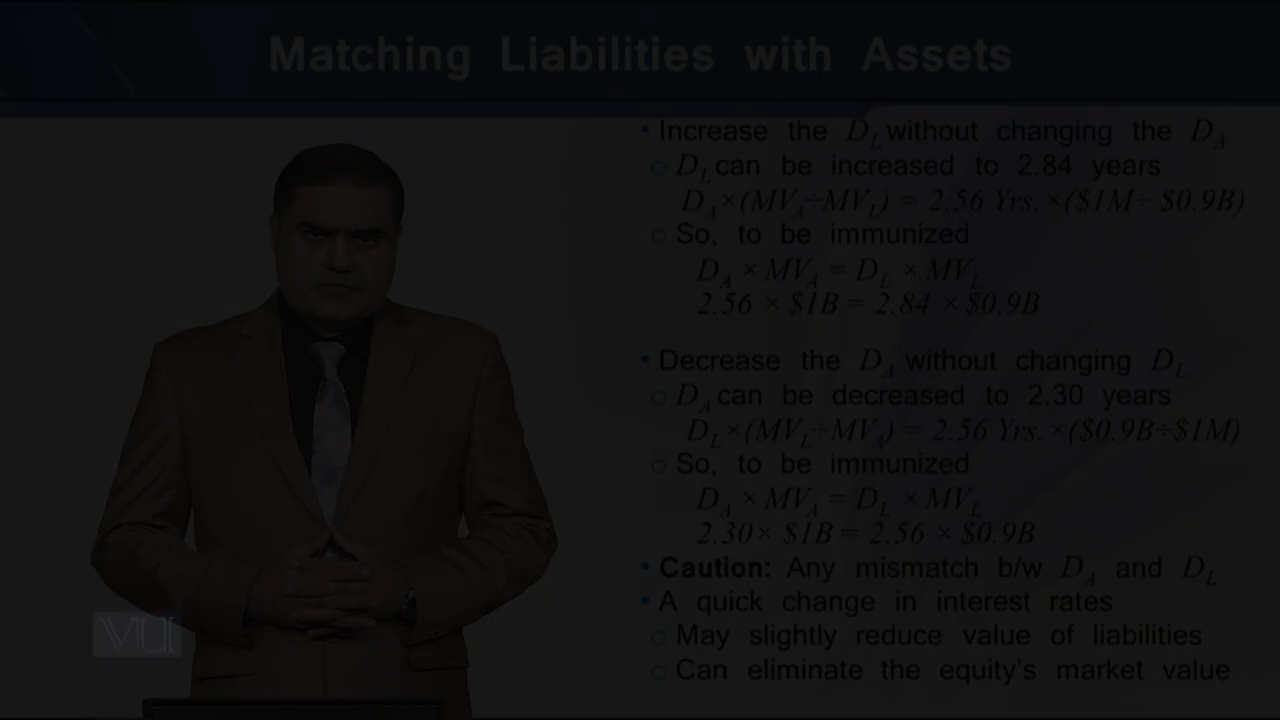 Matching Liabilities with Assets
• Increase the D_L without changing the D_A
o D_L can be increased to 2.84 years
D_A×(MV_A÷MV_L) = 2.56 Yrs.×($1M÷ $0.9B)
o So, to be immunized
D_A × MV_A = D_L × MV_L
2.56 × $1B = 2.84 × $0.9B
• Decrease the D_A without changing D_L
o D_A can be decreased to 2.30 years
D_L×(MV_L÷MV_A) = 2.56 Yrs.×($0.9B÷$1M)
o So, to be immunized
D_A × MV_A = D_L × MV_L
2.30× $1B = 2.56 × $0.9B
• Caution: Any mismatch b/w D_A and D_L
• A quick change in interest rates
o May slightly reduce value of liabilities
o Can eliminate the equity's market value
VU